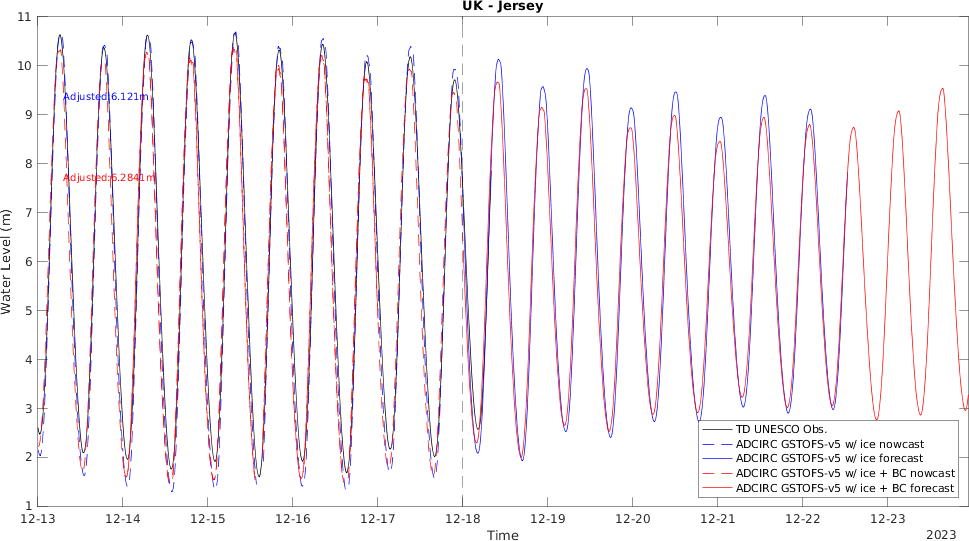 UK - Jersey
11
10
9
8
7
6
5
4
3
2
1
Water Level (m)
Adjusted:6.121m
Adjusted:6.2841m
TD UNESCO Obs.
ADCIRC GSTOFS-v5 w/ ice nowcast
ADCIRC GSTOFS-v5 w/ ice forecast
ADCIRC GSTOFS-v5 w/ ice + BC nowcast
ADCIRC GSTOFS-v5 w/ ice + BC forecast
12-13 12-14 12-15 12-16 12-17 12-18 12-19 12-20 12-21 12-22 12-23
Time
2023